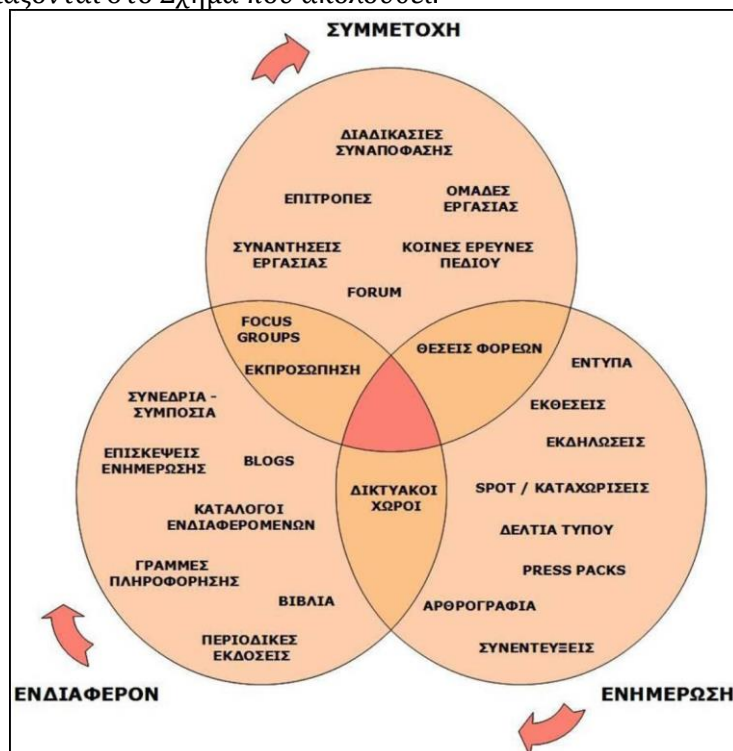 ΣΥΜΜΕΤΟΧΗ
ΔΙΑΔΙΚΑΣΙΕΣ
ΣΥΝΑΠΟΦΑΣΗΣ
ΕΠΙΤΡΟΠΕΣ
ΟΜΑΔΕΣ
ΕΡΓΑΣΙΑΣ
ΣΥΝΑΝΤΗΣΕΙΣ
ΕΡΓΑΣΙΑΣ
ΚΟΙΝΕΣ ΕΡΕΥΝΕΣ
ΠΕΔΙΟΥ
FORUM
FOCUS
GROUPS
ΕΚΠΡΟΣΩΠΗΣΗ
ΘΕΣΕΙΣ ΦΟΡΕΩΝ
ΕΝΤΥΠΑ
ΣΥΝΕΔΡΙΑ -
ΣΥΜΠΟΣΙΑ
ΕΚΘΕΣΕΙΣ
ΕΠΙΣΚΕΨΕΙΣ
ΕΝΗΜΕΡΩΣΗΣ
BLOGS
ΕΚΔΗΛΩΣΕΙΣ
ΔΙΚΤΥΑΚΟΙ
ΧΩΡΟΙ
SPOT / ΚΑΤΑΧΩΡΙΣΕΙΣ
ΚΑΤΑΛΟΓΟΙ
ΕΝΔΙΑΦΕΡΟΜΕΝΩΝ
ΔΕΛΤΙΑ ΤΥΠΟΥ
ΓΡΑΜΜΕΣ
ΠΛΗΡΟΦΟΡΗΣΗΣ
PRESS PACKS
ΒΙΒΛΙΑ
ΑΡΘΡΟΓΡΑΦΙΑ
ΠΕΡΙΟΔΙΚΕΣ
ΕΚΔΟΣΕΙΣ
ΣΥΝΕΝΤΕΥΞΕΙΣ
ΕΝΔΙΑΦΕΡΟΝ
ΕΝΗΜΕΡΩΣΗ